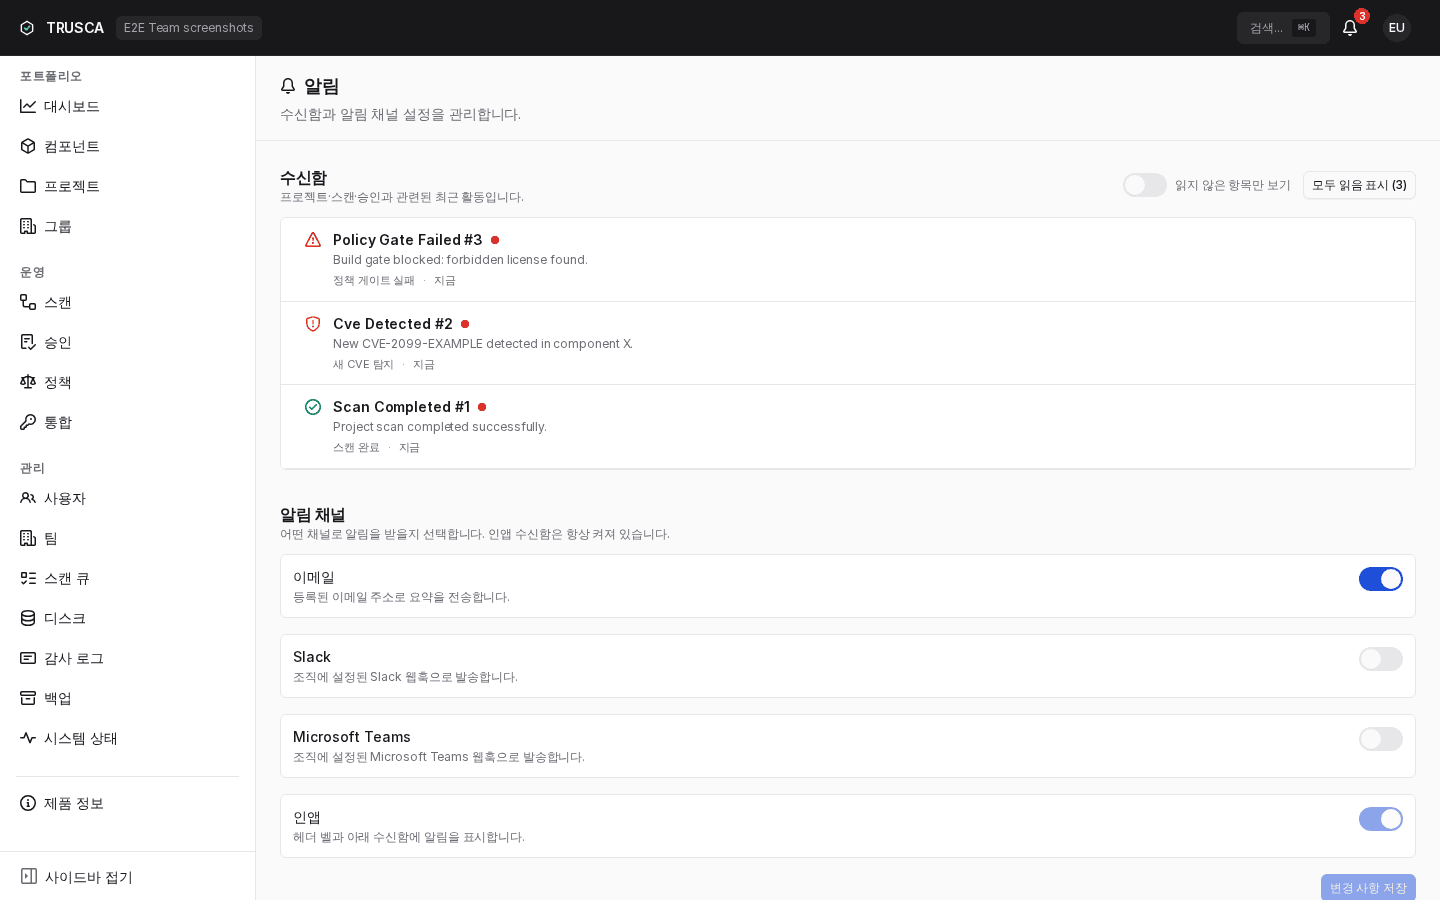 TRUSCA
E2E Team screenshots
검색...
⌘K
3
EU
포트폴리오
대시보드
컴포넌트
프로젝트
그룹
운영
스캔
승인
정책
통합
관리
사용자
팀
스캔 큐
디스크
감사 로그
백업
시스템 상태
제품 정보
사이드바 접기
알림
수신함과 알림 채널 설정을 관리합니다.
수신함
프로젝트·스캔·승인과 관련된 최근 활동입니다.
읽지 않은 항목만 보기
모두 읽음 표시 (3)
Policy Gate Failed #3
Build gate blocked: forbidden license found.
정책 게이트 실패 · 지금
Cve Detected #2
New CVE-2099-EXAMPLE detected in component X.
새 CVE 탐지 · 지금
Scan Completed #1
Project scan completed successfully.
스캔 완료 · 지금
알림 채널
어떤 채널로 알림을 받을지 선택합니다. 인앱 수신함은 항상 켜져 있습니다.
이메일
등록된 이메일 주소로 요약을 전송합니다.
Slack
조직에 설정된 Slack 웹훅으로 발송합니다.
Microsoft Teams
조직에 설정된 Microsoft Teams 웹훅으로 발송합니다.
인앱
헤더 벨과 아래 수신함에 알림을 표시합니다.
변경 사항 저장